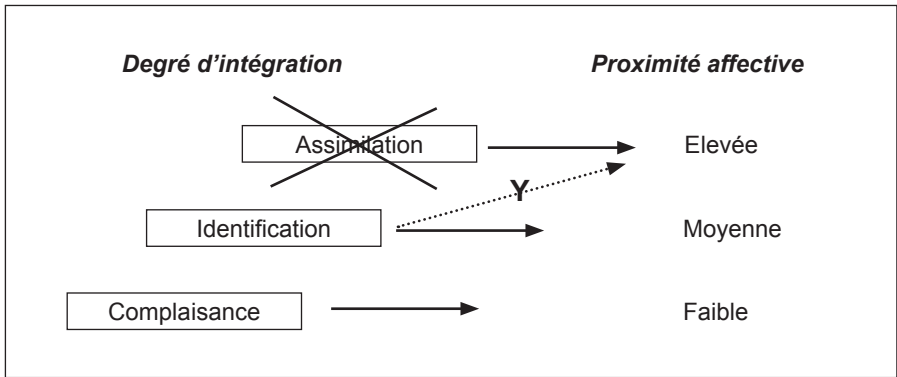 Degré d’intégration Proximité affective
Assimilation Elevée
Y
Identification Moyenne
Complaisance Faible